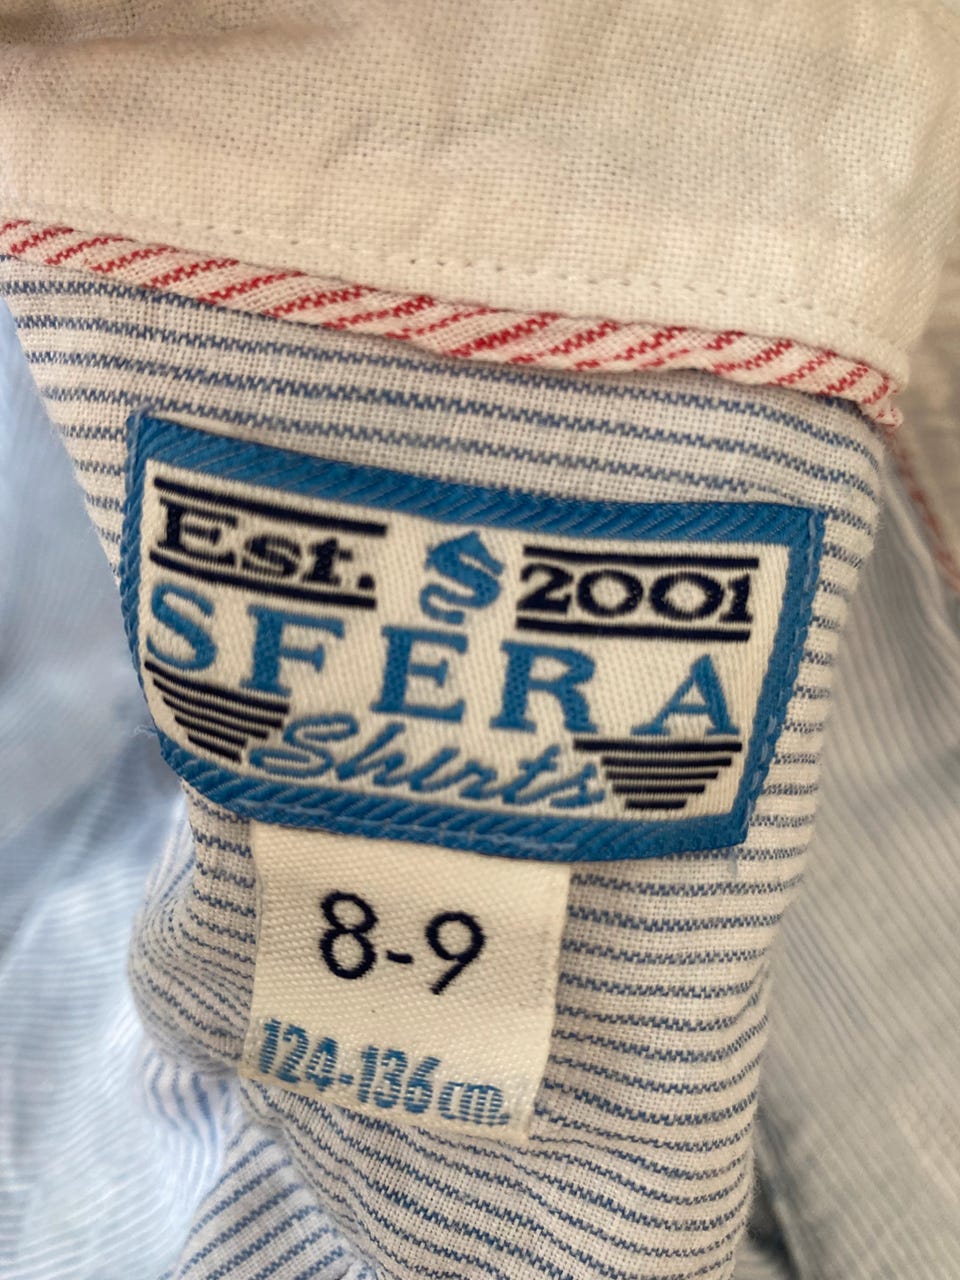 Est. 2001
SFERA
Shirts
8-9
124-136cm.